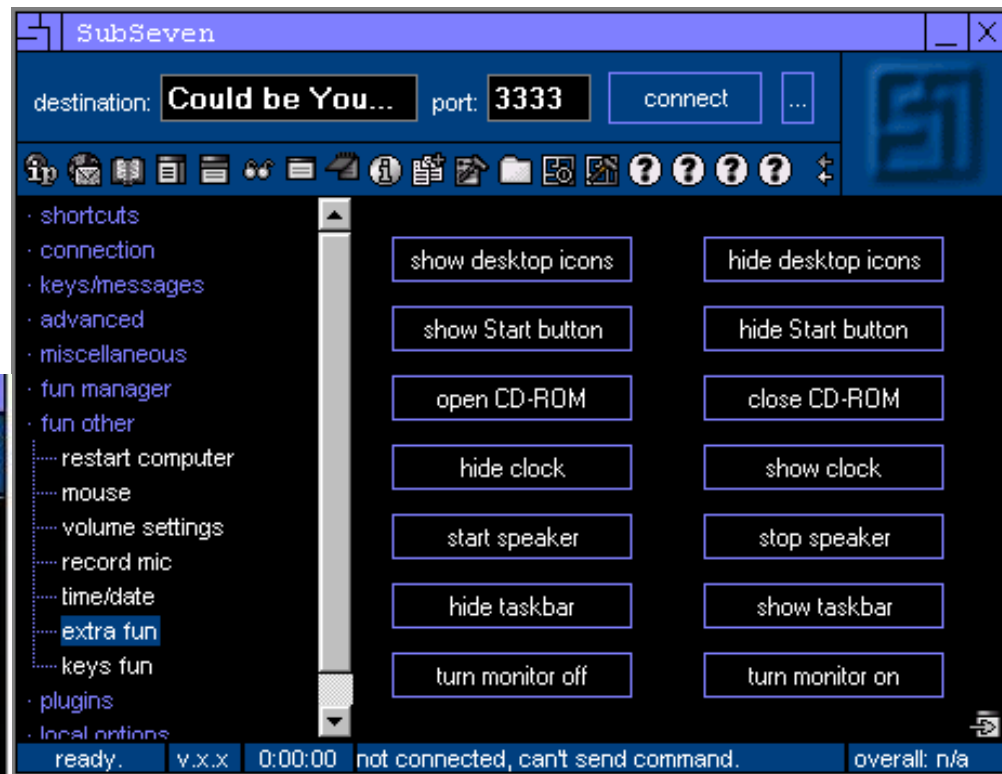 SubSeven
destination: Could be You... port: 3333 connect ...
ip
· shortcuts
· connection
· keys/messages
· advanced
· miscellaneous
· fun manager
· fun other
restart computer
mouse
volume settings
record mic
time/date
extra fun
keys fun
· plugins
· local options
show desktop icons hide desktop icons
show Start button hide Start button
open CD-ROM close CD-ROM
hide clock show clock
start speaker stop speaker
hide taskbar show taskbar
turn monitor off turn monitor on
ready. v.x.x 0:00:00 not connected, can't send command. overall: n/a